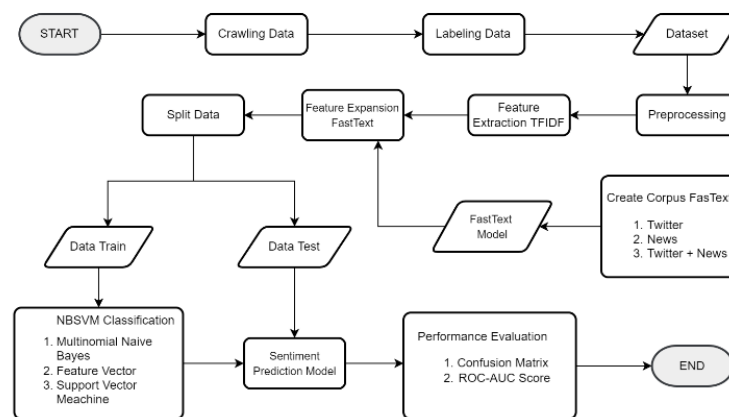 START
Crawling Data
Labeling Data
Dataset
Split Data
Feature Expansion
FastText
Feature
Extraction TFIDF
Preprocessing
Create Corpus FasText
1. Twitter
2. News
3. Twitter + News
FastText
Model
Data Train
Data Test
NBSVM Classification
1. Multinomial Naive
Bayes
2. Feature Vector
3. Support Vector
Meachine
Sentiment
Prediction Model
Performance Evaluation
1. Confusion Matrix
2. ROC-AUC Score
END